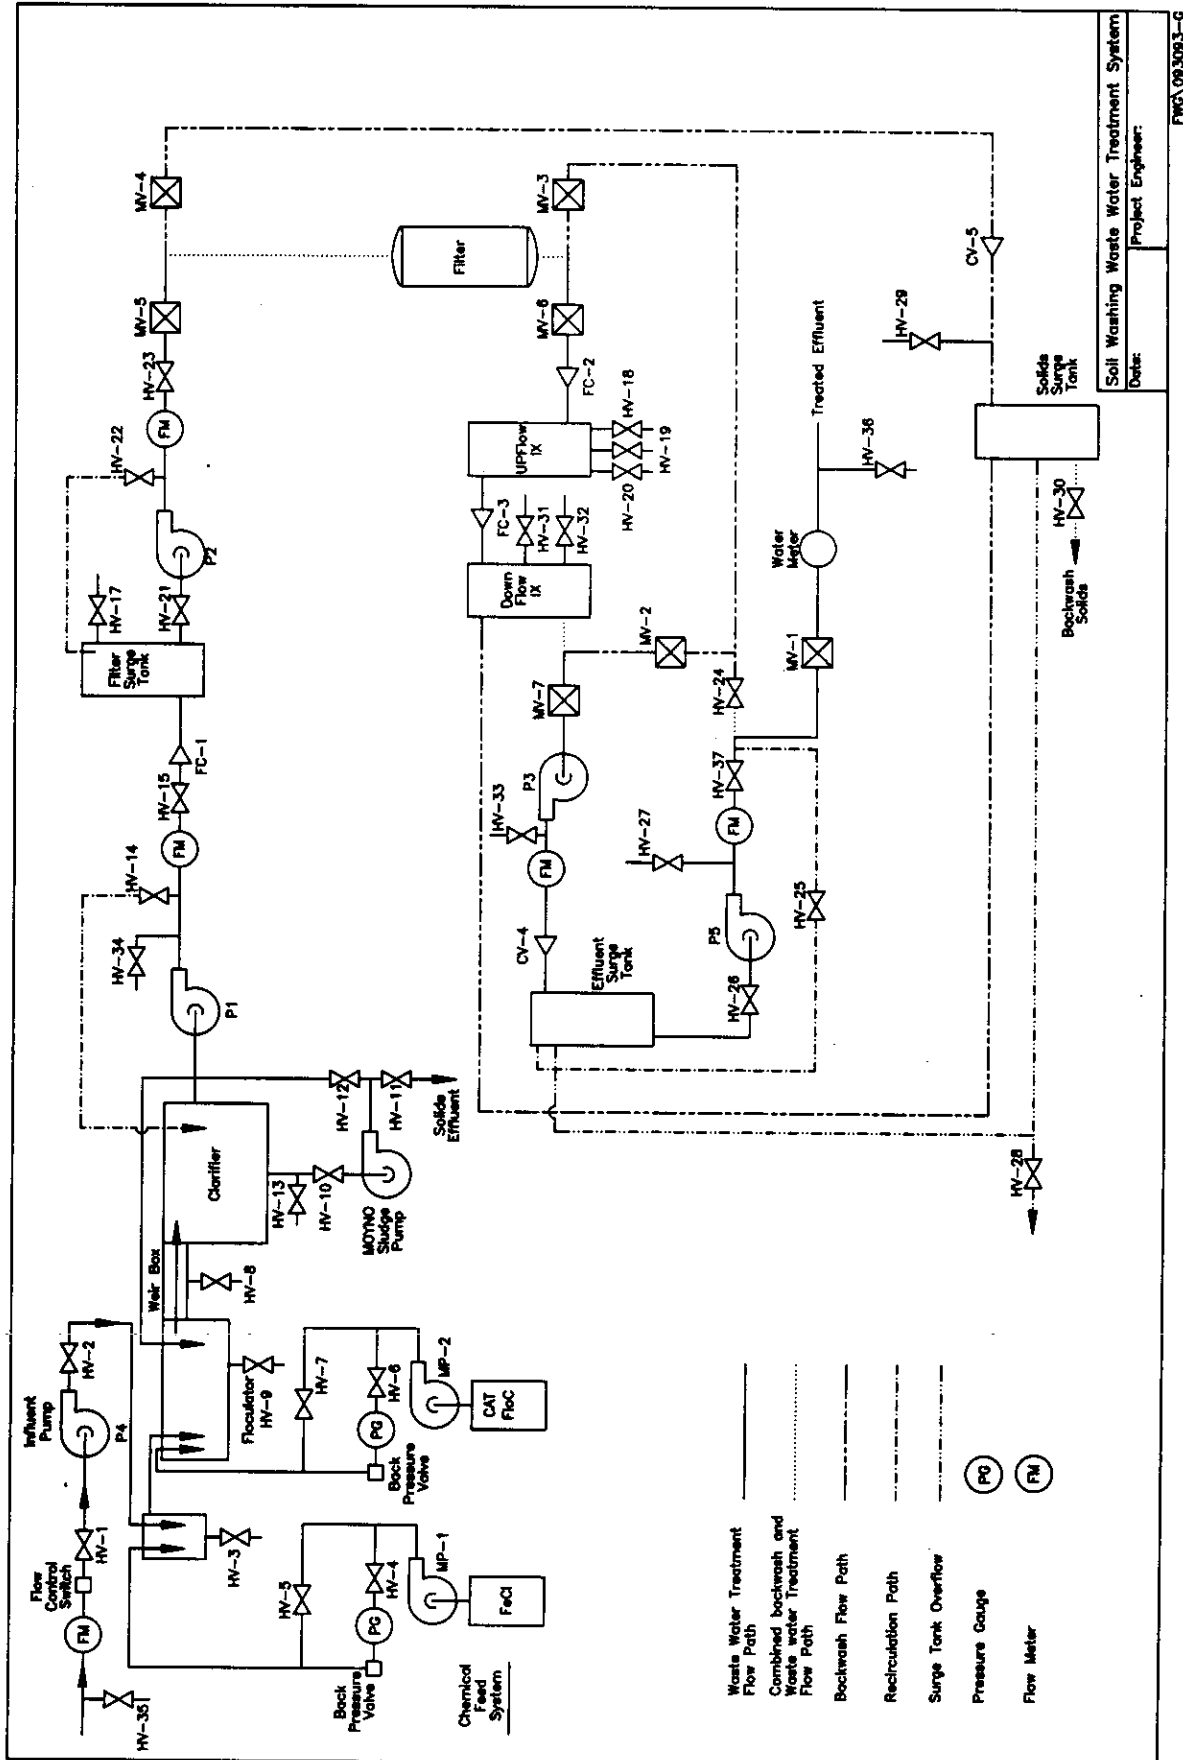 Flow
Control
Switch
FM
HV-35
HV-1
Influent
Pump
P4
HV-2
HV-3
Floculator
HV-9
Weir Box
HV-8
Clarifier
HV-13
HV-10
MOYNO
Sludge
Pump
HV-12
HV-11
Solids
Effluent
HV-5
HV-4
PG
Back
Pressure
Valve
MP-1
FeCl
Chemical
Feed
System
HV-7
HV-6
PG
Back
Pressure
Valve
MP-2
CAT
FloC
P1
HV-34
HV-14
FM
HV-15
FC-1
Filter
Surge
Tank
HV-17
HV-21
P2
HV-22
FM
HV-23
MV-5
MV-4
Filter
MV-6
MV-3
FC-2
UPFlow
IX
HV-18
HV-19
HV-20
FC-3
HV-31
HV-32
Down
Flow
IX
MV-2
MV-7
P3
HV-33
FM
CV-4
Effluent
Surge
Tank
HV-26
P5
HV-27
FM
HV-37
HV-24
HV-25
MV-1
Water
Meter
HV-36
Treated Effluent
HV-29
CV-5
Solids
Surge
Tank
HV-30
Backwash
Solids
HV-28
Waste Water Treatment
Flow Path
Combined backwash and
Waste water Treatment
Flow Path
Backwash Flow Path
Recirculation Path
Surge Tank Overflow
Pressure Gauge
PG
Flow Meter
FM
Soil Washing Waste Water Treatment System
Date:
Project Engineer:
FWG\093093-G